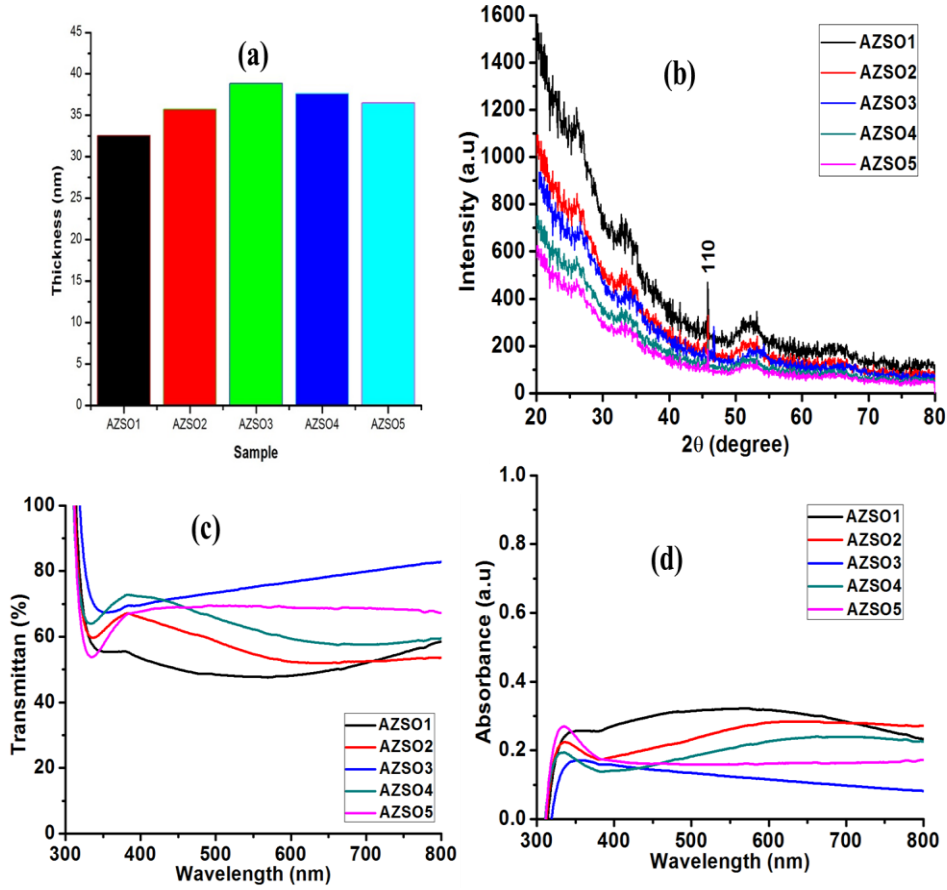 (a)
Thickness (nm)
45
40
35
30
25
20
15
10
5
0
AZSO1 AZSO2 AZSO3 AZSO4 AZSO5
Sample
(b)
Intensity (a.u)
1600
1400
1200
1000
800
600
400
200
0
AZSO1
AZSO2
AZSO3
AZSO4
AZSO5
110
20 30 40 50 60 70 80
2θ (degree)
(c)
Transmittan (%)
100
80
60
40
20
0
AZSO1
AZSO2
AZSO3
AZSO4
AZSO5
300 400 500 600 700 800
Wavelength (nm)
(d)
Absorbance (a.u)
1.0
0.8
0.6
0.4
0.2
0.0
AZSO1
AZSO2
AZSO3
AZSO4
AZSO5
300 400 500 600 700 800
Wavelength (nm)